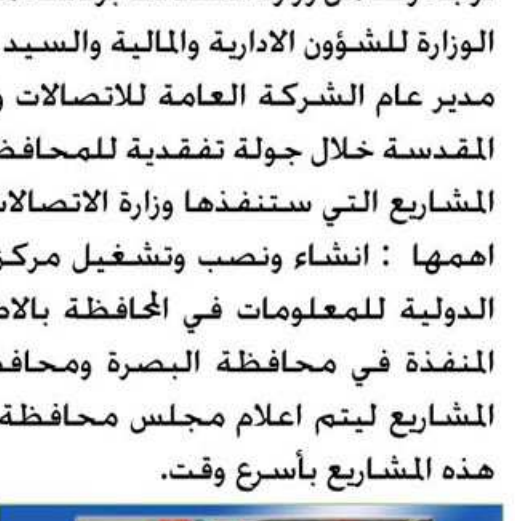 الوزارة للشؤون الادارية والمالية والسيد
مدير عام الشركة العامة للاتصالات و
المقدسة خلال جولة تفقدية للمحافظ
المشاريع التي ستنفذها وزارة الاتصالات
اهمها : انشاء ونصب وتشغيل مركز
الدولية للمعلومات في المحافظة بالاض
المنفذة في محافظة البصرة ومحافظ
المشاريع ليتم اعلام مجلس محافظة
هذه المشاريع بأسرع وقت.